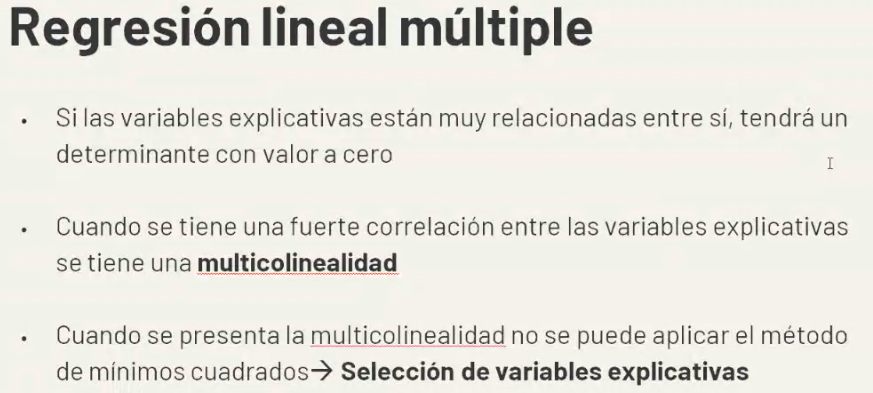 Regresión lineal múltiple
• Si las variables explicativas están muy relacionadas entre sí, tendrá un
determinante con valor a cero
• Cuando se tiene una fuerte correlación entre las variables explicativas
se tiene una multicolinealidad
• Cuando se presenta la multicolinealidad no se puede aplicar el método
de mínimos cuadrados→ Selección de variables explicativas